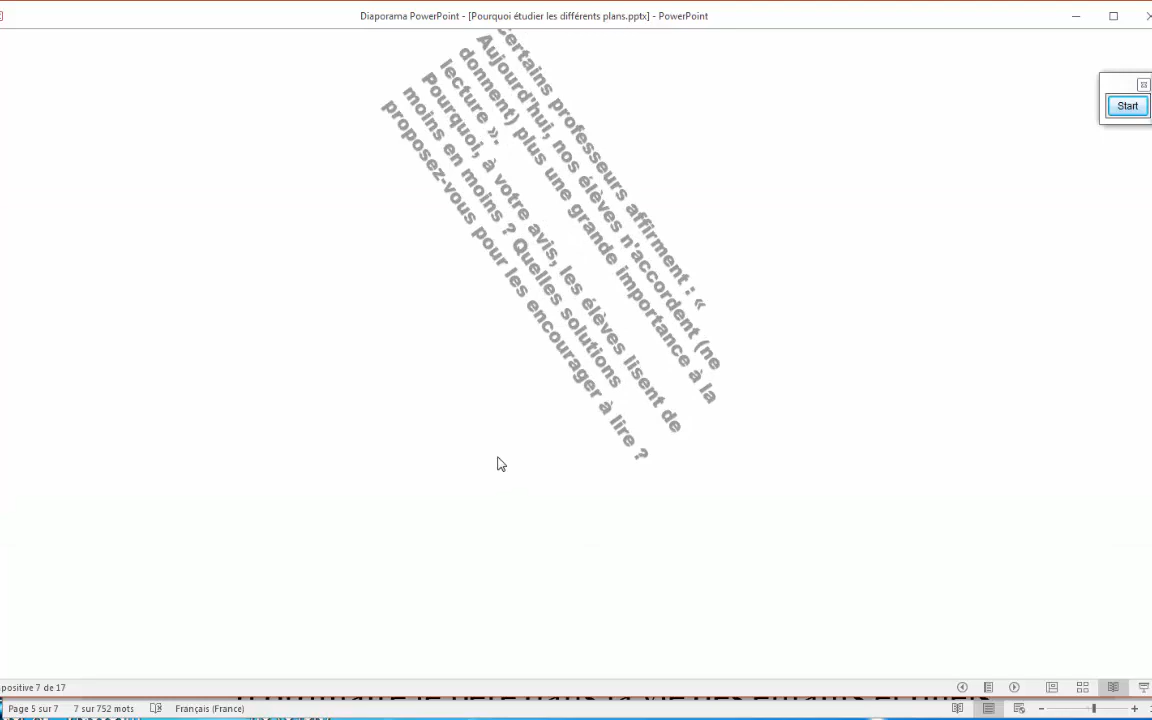 Diaporama PowerPoint - [Pourquoi étudier les différents plans.pptx] - PowerPoint
Start
Certains professeurs affirment : «
Aujourd'hui, nos élèves n'accordent (ne
donnent) plus une grande importance à la
lecture ».
Pourquoi, à votre avis, les élèves lisent de
moins en moins ? Quelles solutions
proposez-vous pour les encourager à lire ?
positive 7 de 17
Page 5 sur 7 7 sur 752 mots Français (France)